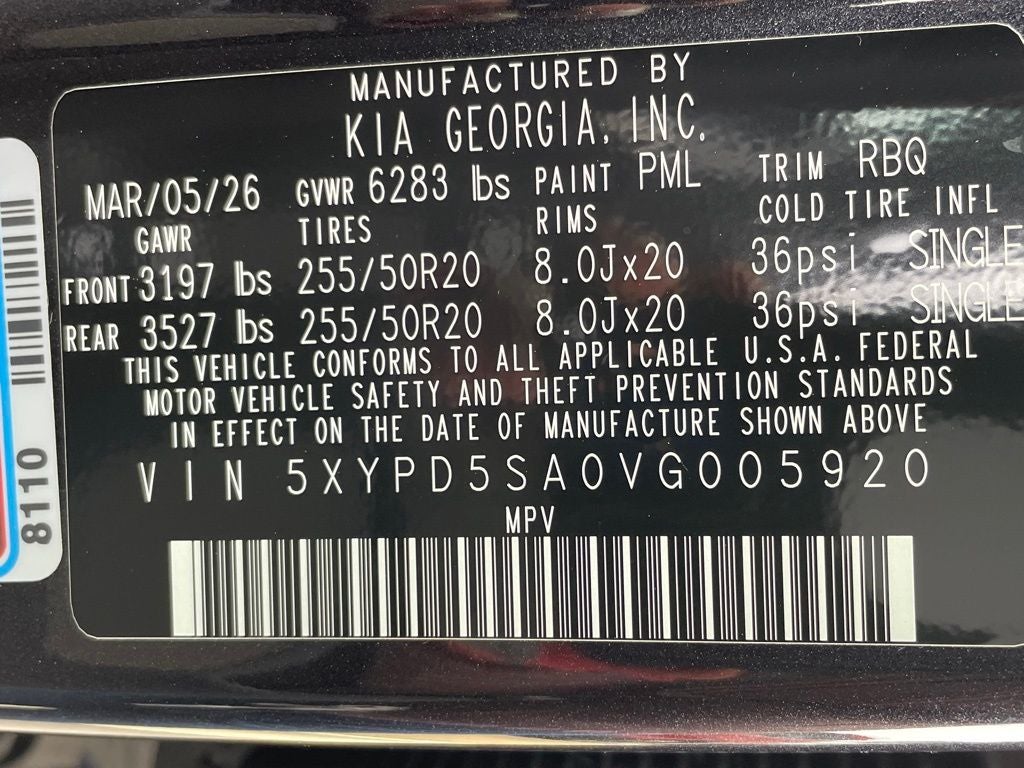 MANUFACTURED BY
KIA GEORGIA, INC.
MAR/05/26 GVWR 6283 lbs PAINT PML TRIM RBQ
GAWR TIRES RIMS COLD TIRE INFL
FRONT 3197 lbs 255/50R20 8.0Jx20 36psi SINGLE
REAR 3527 lbs 255/50R20 8.0Jx20 36psi SINGLE
THIS VEHICLE CONFORMS TO ALL APPLICABLE U.S.A. FEDERAL
MOTOR VEHICLE SAFETY AND THEFT PREVENTION STANDARDS
IN EFFECT ON THE DATE OF MANUFACTURE SHOWN ABOVE
VIN 5XYPD5SA0VG005920
MPV
8110